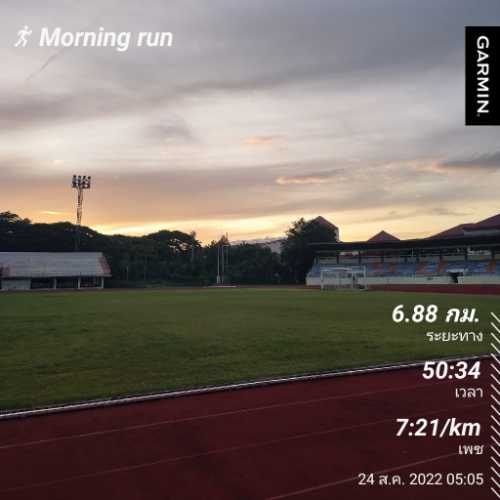 Morning run
GARMIN
6.88 กม.
ระยะทาง
50:34
เวลา
7:21/km
เพซ
24 ส.ค. 2022 05:05